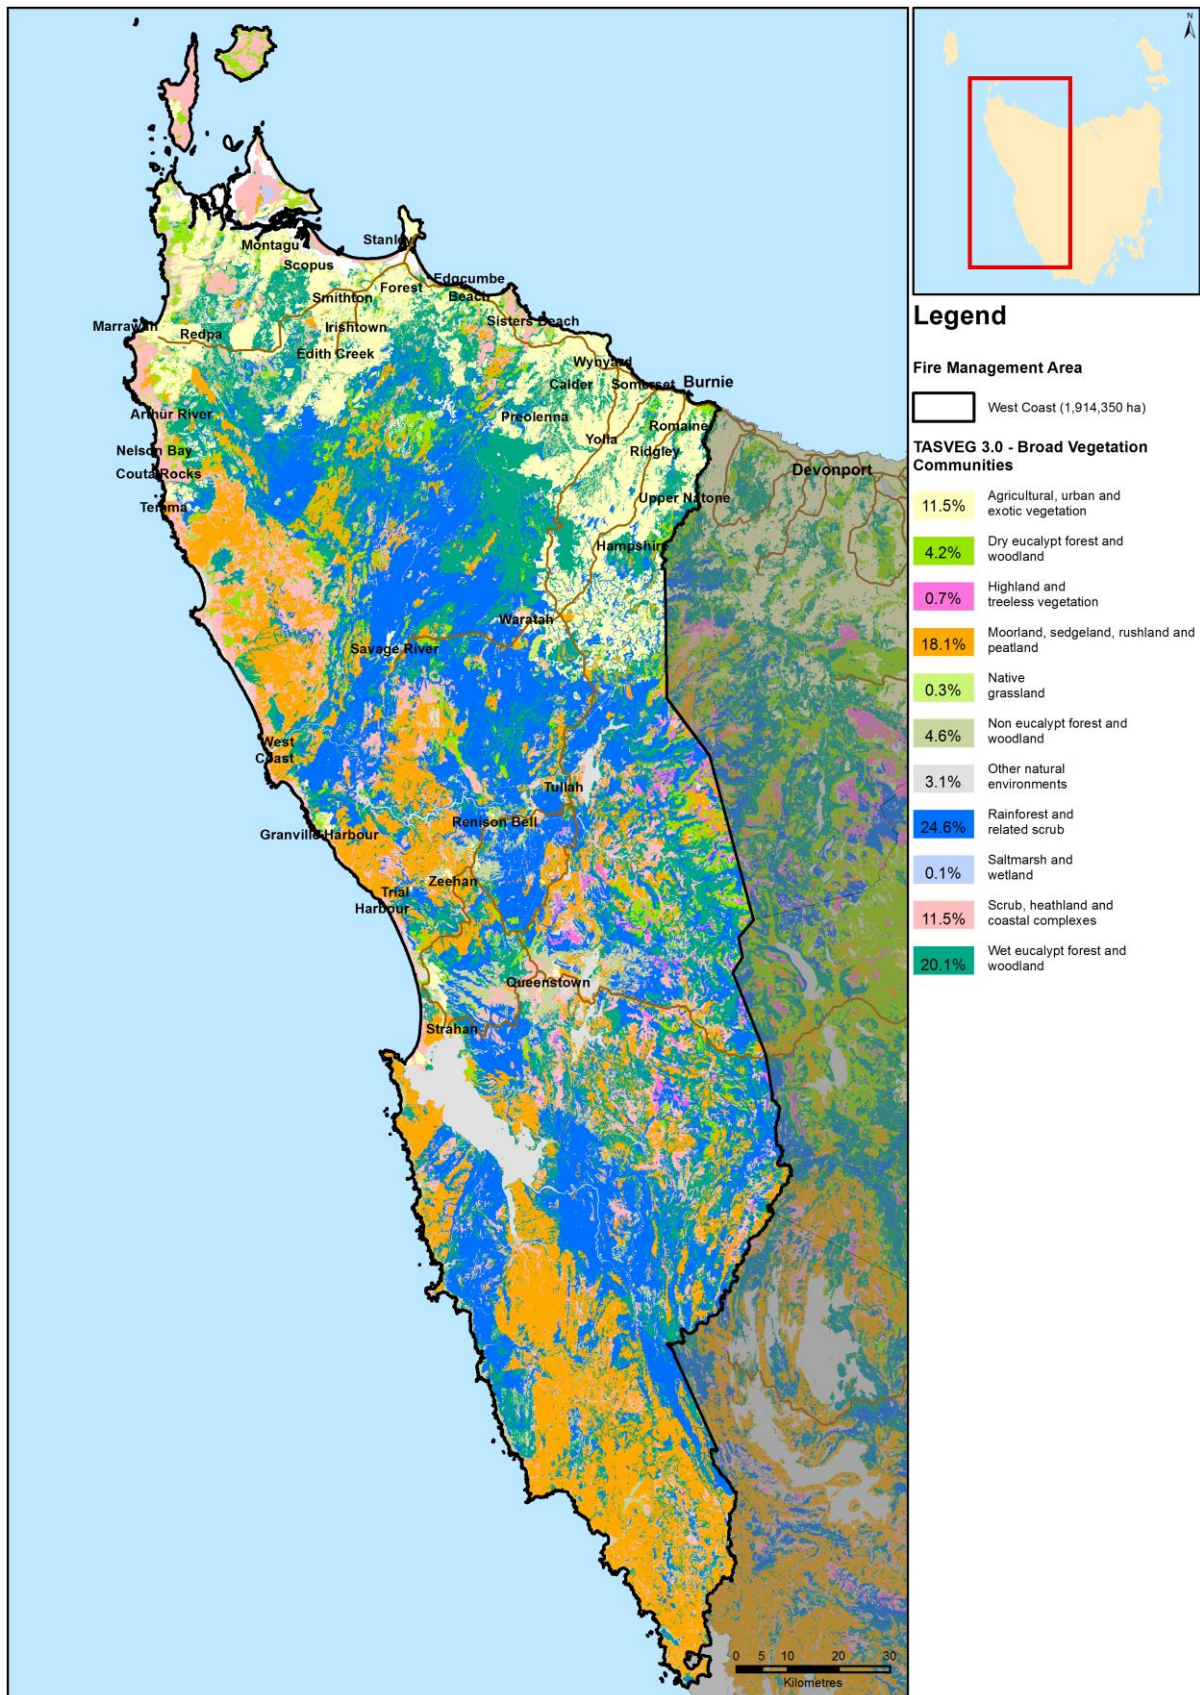 N
Montagu
Stanley
Scopus
Edgcumbe
Beach
Forest
Smithton
Marrawah
Redpa
Irishtown
Sisters Beach
Edith Creek
Wynyard
Calder
Somerset
Burnie
Arthur River
Preolenna
Romaine
Yolla
Nelson Bay
Ridgley
Couta Rocks
Devonport
Temma
Upper Natone
Hampshire
Waratah
Savage River
West
Coast
Tullah
Renison Bell
Granville Harbour
Zeehan
Trial
Harbour
Queenstown
Strahan
0 5 10 20 30
Kilometres
Legend
Fire Management Area
West Coast (1,914,350 ha)
TASVEG 3.0 - Broad Vegetation
Communities
11.5% Agricultural, urban and
exotic vegetation
4.2% Dry eucalypt forest and
woodland
0.7% Highland and
treeless vegetation
18.1% Moorland, sedgeland, rushland and
peatland
0.3% Native
grassland
4.6% Non eucalypt forest and
woodland
3.1% Other natural
environments
24.6% Rainforest and
related scrub
0.1% Saltmarsh and
wetland
11.5% Scrub, heathland and
coastal complexes
20.1% Wet eucalypt forest and
woodland